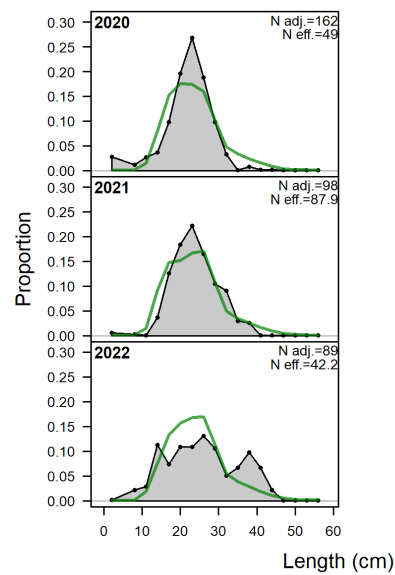 2020
N adj.=162
N eff.=49
0.30
0.25
0.20
0.15
0.10
0.05
0.00
2021
N adj.=98
N eff.=87.9
0.30
0.25
0.20
0.15
0.10
0.05
0.00
2022
N adj.=89
N eff.=42.2
0.30
0.25
0.20
0.15
0.10
0.05
0.00
Proportion
0 10 20 30 40 50 60
Length (cm)